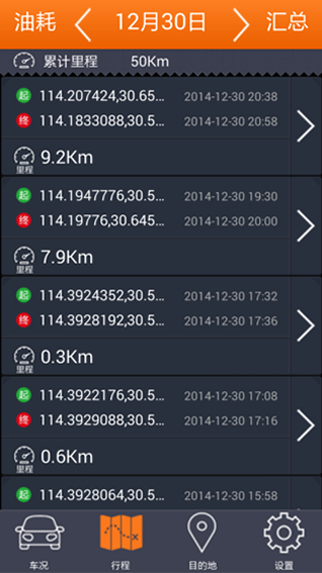 油耗 12月30日 汇总
累计里程 50Km
起 114.207424,30.65... 2014-12-30 20:38
终 114.1833088,30.5... 2014-12-30 20:58
里程 9.2Km
起 114.1947776,30.5... 2014-12-30 19:30
终 114.19776,30.645... 2014-12-30 20:00
里程 7.9Km
起 114.3924352,30.5... 2014-12-30 17:32
终 114.3928192,30.5... 2014-12-30 17:36
里程 0.3Km
起 114.3922176,30.5... 2014-12-30 17:08
终 114.3929088,30.5... 2014-12-30 17:16
里程 0.6Km
起 114.3928064,30.5... 2014-12-30 15:58
车况 行程 目的地 设置